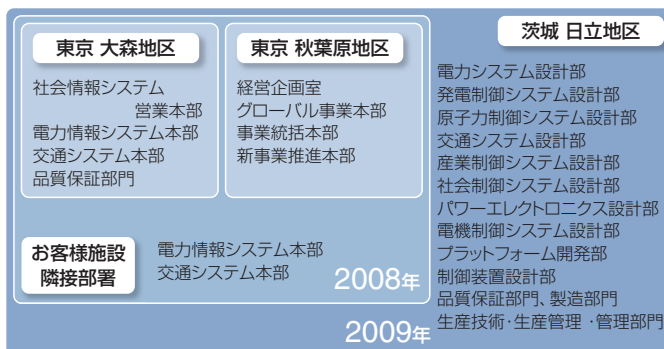 東京 大森地区
社会情報システム
営業本部
電力情報システム本部
交通システム本部
品質保証部門
東京 秋葉原地区
経営企画室
グローバル事業本部
事業統括本部
新事業推進本部
お客様施設
隣接部署
電力情報システム本部
交通システム本部
2008年
茨城 日立地区
電力システム設計部
発電制御システム設計部
原子力制御システム設計部
交通システム設計部
産業制御システム設計部
社会制御システム設計部
パワーエレクトロニクス設計部
電機制御システム設計部
プラットフォーム開発部
制御装置設計部
品質保証部門、製造部門
生産技術・生産管理・管理部門
2009年